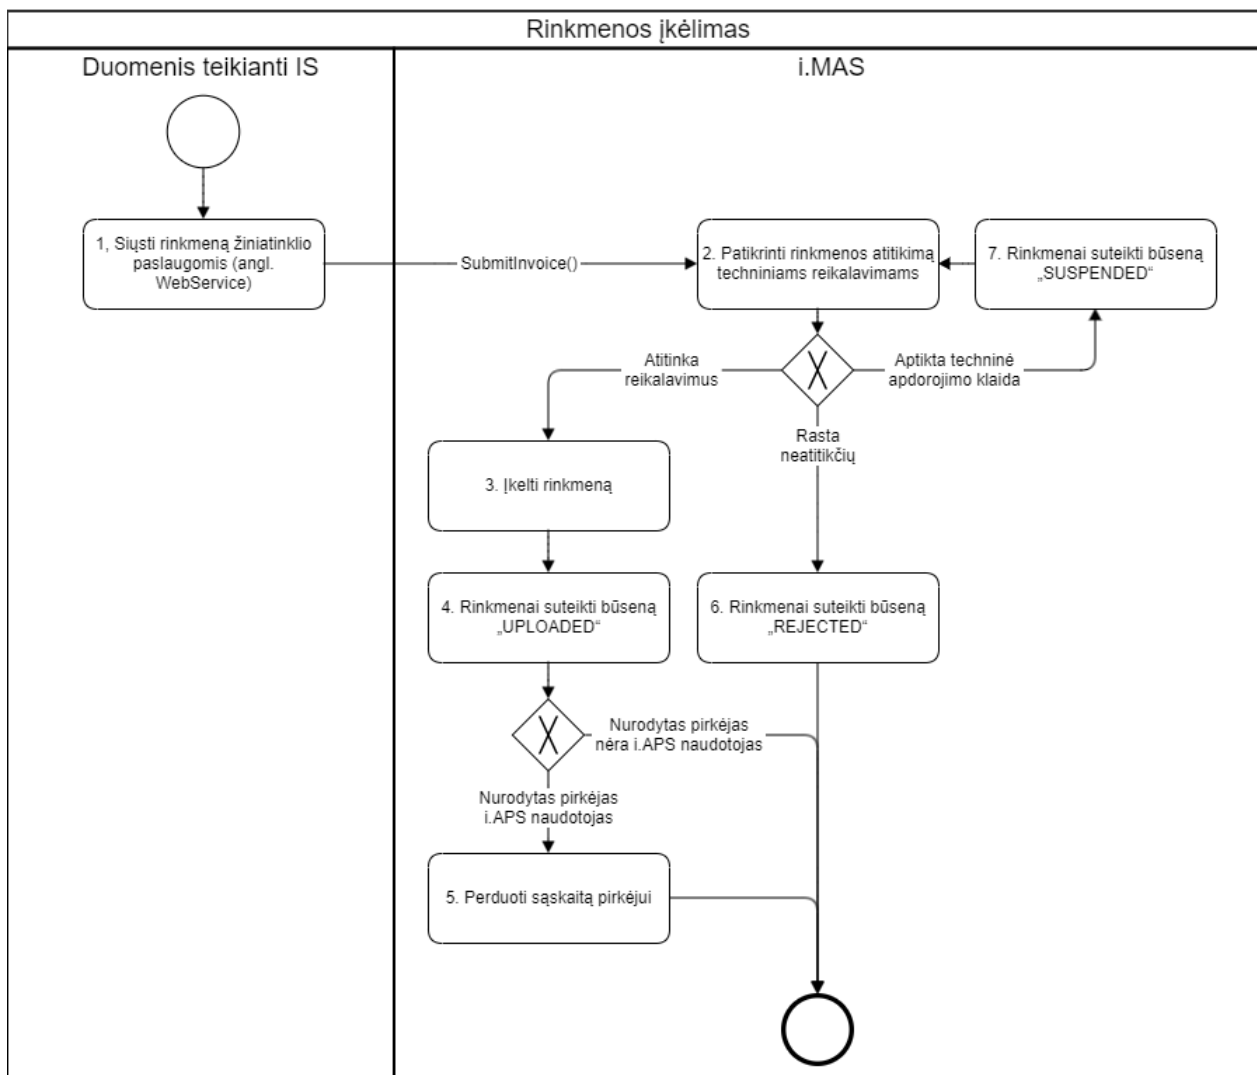 Rinkmenos įkėlimas
Duomenis teikianti IS
i.MAS
1, Siųsti rinkmeną žiniatinklio
paslaugomis (angl.
WebService)
SubmitInvoice()
2. Patikrinti rinkmenos atitikimą
techniniams reikalavimams
7. Rinkmenai suteikti būseną
„SUSPENDED“
Atitinka
reikalavimus
X
Aptikta techninė
apdorojimo klaida
Rasta
neatitikčių
3. Įkelti rinkmeną
4. Rinkmenai suteikti būseną
„UPLOADED“
6. Rinkmenai suteikti būseną
„REJECTED“
X
Nurodytas pirkėjas
nėra i.APS naudotojas
Nurodytas pirkėjas
i.APS naudotojas
5. Perduoti sąskaitą pirkėjui